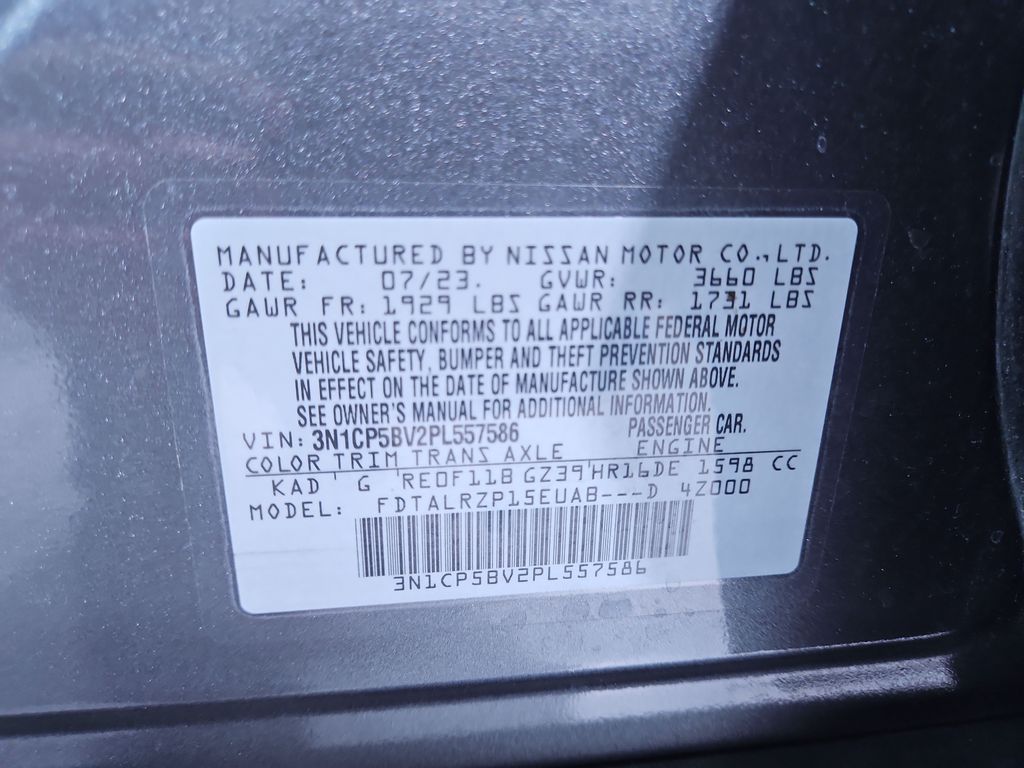 MANUFACTURED BY NISSAN MOTOR CO.,LTD.
DATE: 07/23. GVWR: 3660 LBS
GAWR FR: 1929 LBS GAWR RR: 1731 LBS
THIS VEHICLE CONFORMS TO ALL APPLICABLE FEDERAL MOTOR
VEHICLE SAFETY, BUMPER AND THEFT PREVENTION STANDARDS
IN EFFECT ON THE DATE OF MANUFACTURE SHOWN ABOVE.
SEE OWNER'S MANUAL FOR ADDITIONAL INFORMATION.
VIN: 3N1CP5BV2PL557586 PASSENGER CAR.
COLOR TRIM TRANS AXLE ENGINE
KAD G RE0F11B GZ39 HR16DE 1598 CC
MODEL: FDTALRZP15EUAB---D 4Z000
3N1CP5BV2PL557586